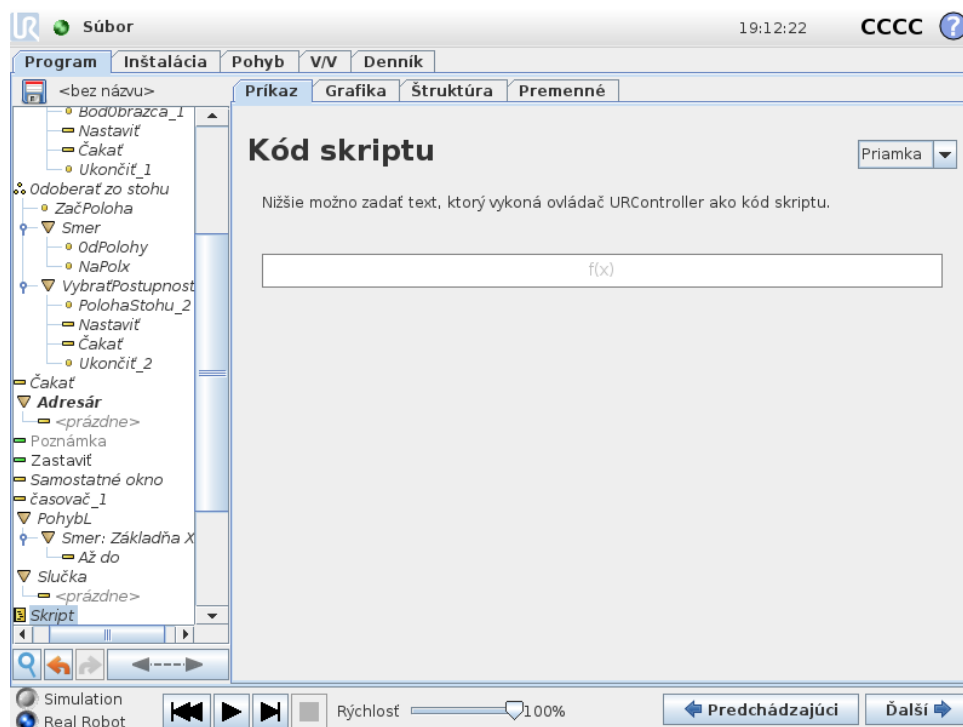 Súbor
19:12:22
CCCC
?
Program Inštalácia Pohyb V/V Denník
<bez názvu>
Príkaz Grafika Štruktúra Premenné
BodObrazca_1
Nastaviť
Čakať
Ukončiť_1
Odoberať zo stohu
ZačPoloha
Smer
OdPolohy
NaPolx
VybraťPostupnost
PolohaStohu_2
Nastaviť
Čakať
Ukončiť_2
Čakať
Adresár
<prázdne>
Poznámka
Zastaviť
Samostatné okno
časovač_1
PohybL
Smer: Základňa X
Až do
Slučka
<prázdne>
Skript
Kód skriptu
Priamka
Nižšie možno zadať text, ktorý vykoná ovládač URController ako kód skriptu.
f(x)
Simulation
Real Robot
Rýchlosť
100%
Predchádzajúci
Ďalší